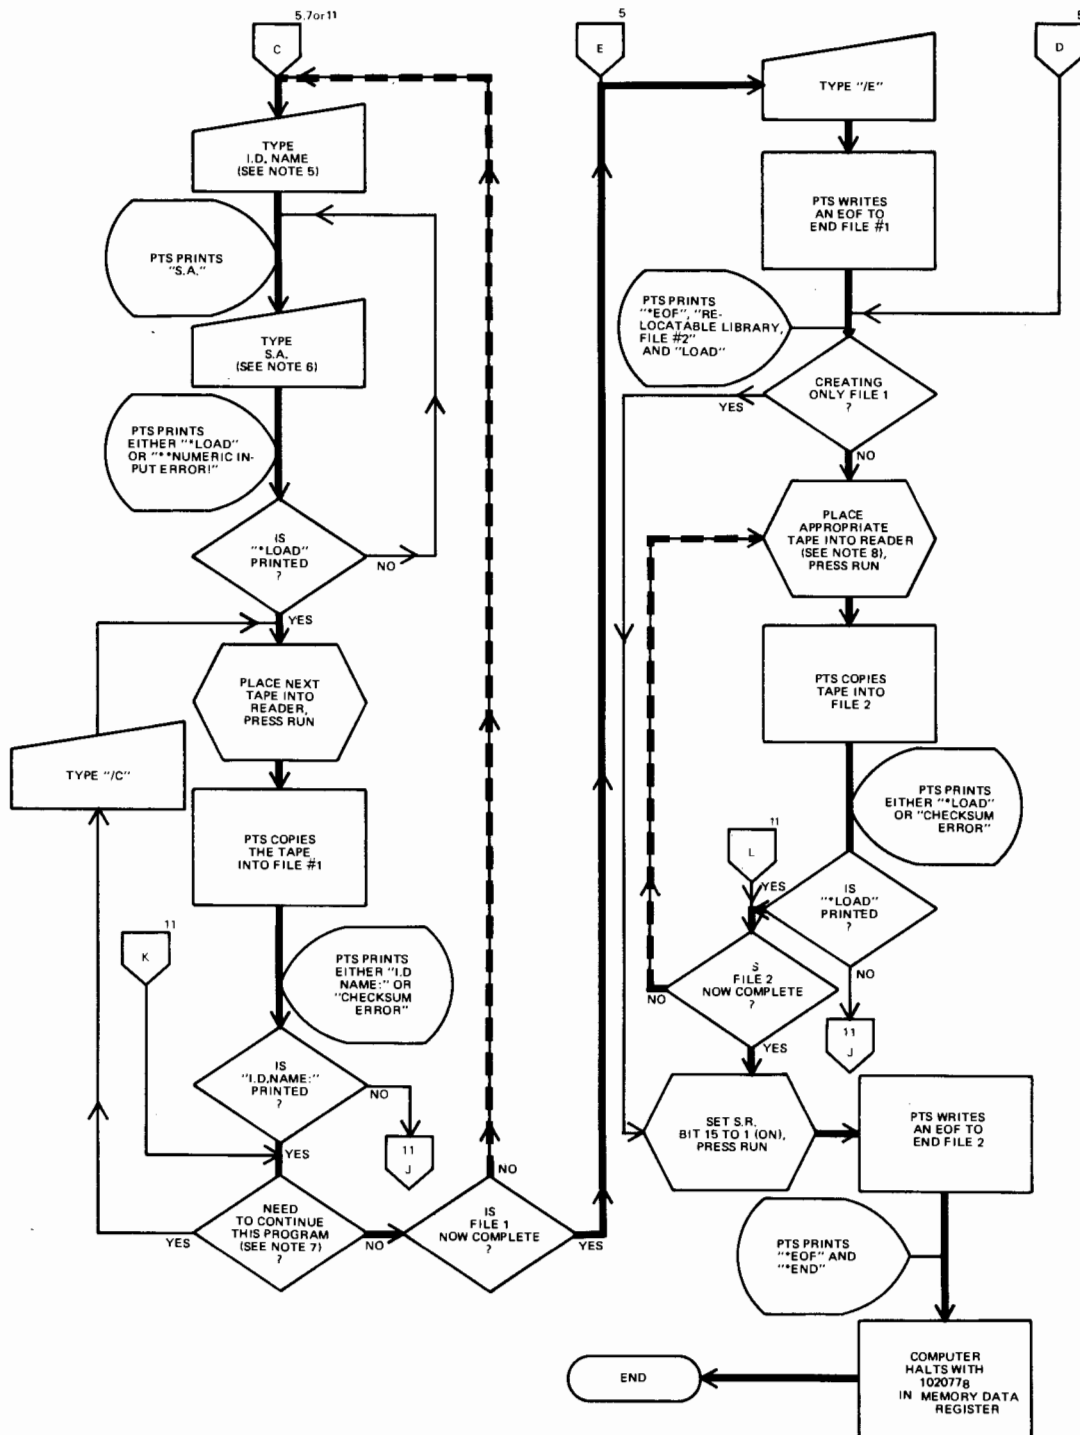 5,7or11
C
TYPE
I.D. NAME
(SEE NOTE 5)
PTS PRINTS
"S.A."
TYPE
S.A.
(SEE NOTE 6)
PTS PRINTS
EITHER "*LOAD"
OR "**NUMERIC IN-
PUT ERROR!"
IS
"*LOAD"
PRINTED
?
NO
YES
PLACE NEXT
TAPE INTO
READER,
PRESS RUN
TYPE "/C"
PTS COPIES
THE TAPE
INTO FILE #1
11
K
PTS PRINTS
EITHER "I.D
NAME:" OR
"CHECKSUM
ERROR"
IS
"I.D.NAME:"
PRINTED
?
NO
11
J
YES
NEED
TO CONTINUE
THIS PROGRAM
(SEE NOTE 7)
?
YES
NO
IS
FILE 1
NOW COMPLETE
?
NO
YES
5
E
TYPE "/E"
5
D
PTS WRITES
AN EOF TO
END FILE #1
PTS PRINTS
"*EOF", "RE-
LOCATABLE LIBRARY,
FILE #2"
AND "LOAD"
CREATING
ONLY FILE 1
?
YES
NO
PLACE
APPROPRIATE
TAPE INTO READER
(SEE NOTE 8),
PRESS RUN
PTS COPIES
TAPE INTO
FILE 2
PTS PRINTS
EITHER "*LOAD"
OR "CHECKSUM
ERROR"
11
L
YES
IS
"*LOAD"
PRINTED
?
NO
11
J
IS
FILE 2
NOW COMPLETE
?
NO
YES
SET S.R.
BIT 15 TO 1 (ON),
PRESS RUN
PTS WRITES
AN EOF TO
END FILE 2
PTS PRINTS
"*EOF" AND
"*END"
COMPUTER
HALTS WITH
102077₈
IN MEMORY DATA
REGISTER
END